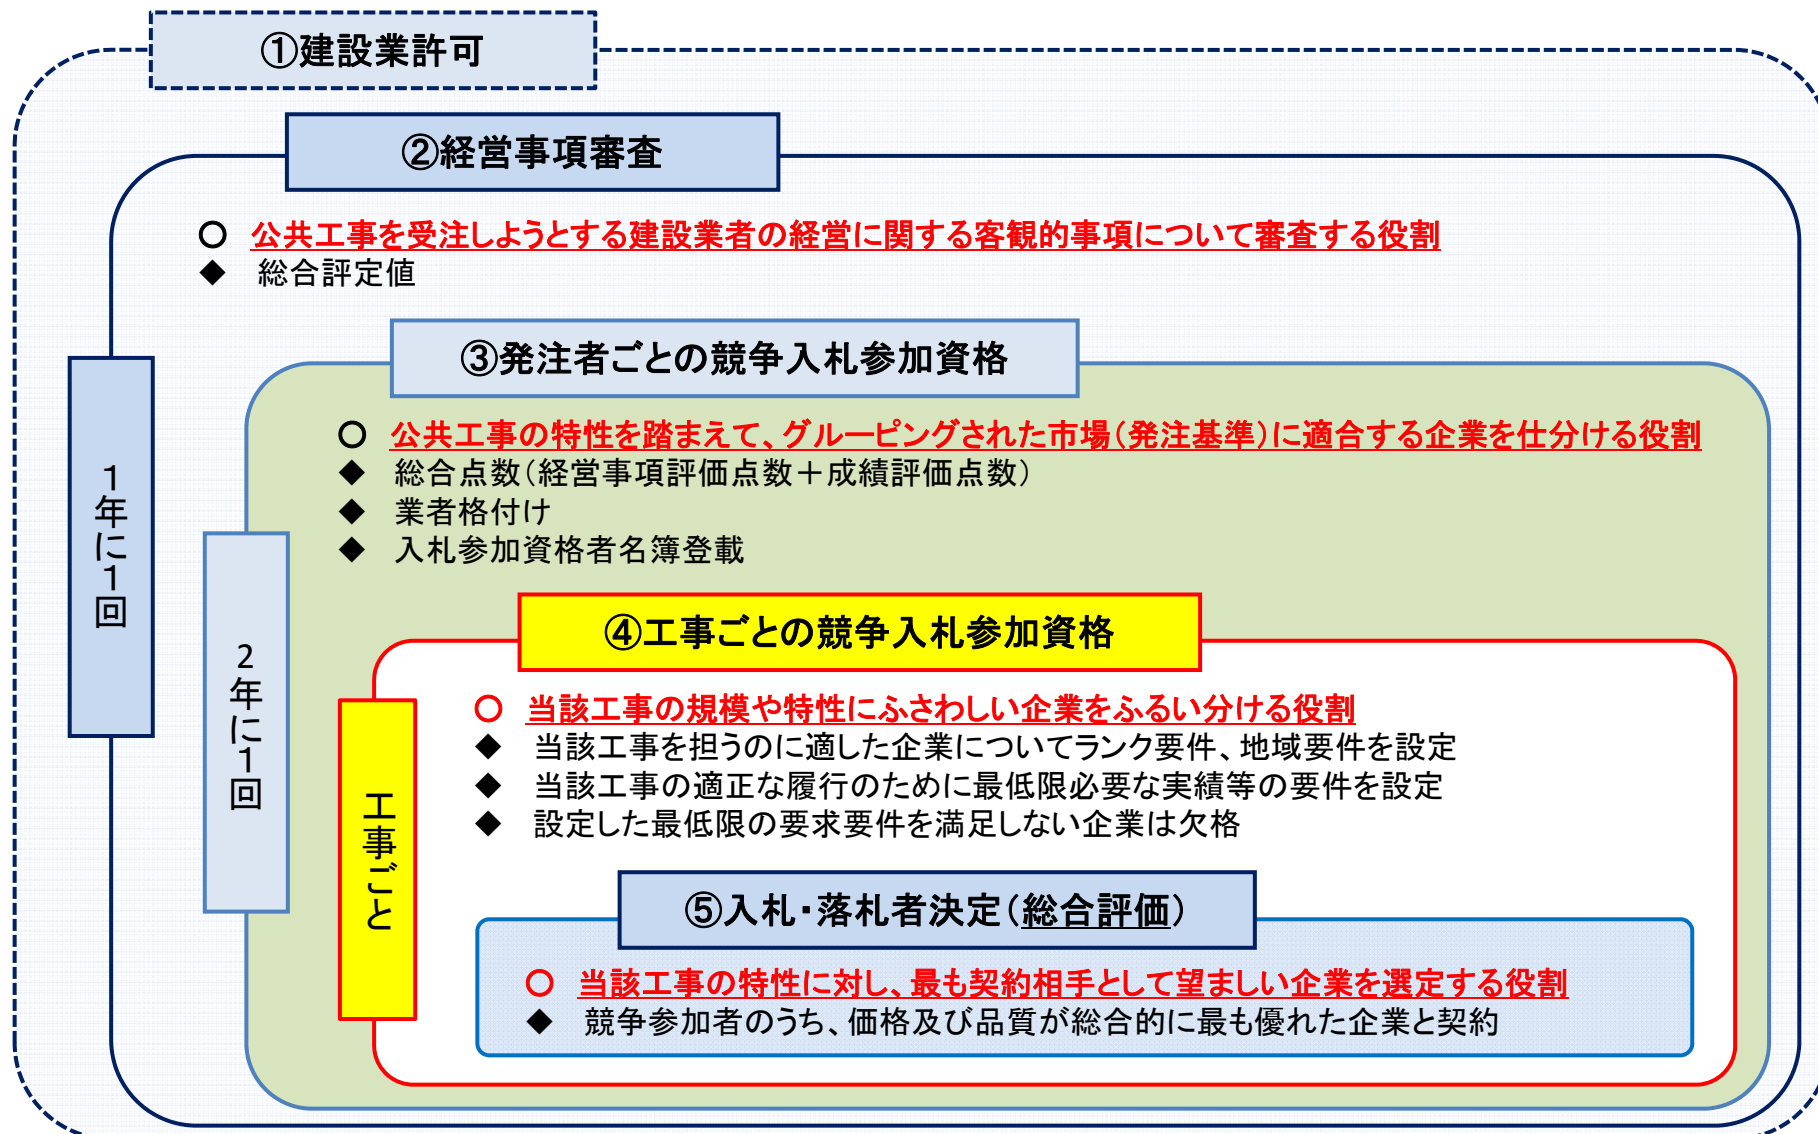 ①建設業許可
②経営事項審査
○ 公共工事を受注しようとする建設業者の経営に関する客観的事項について審査する役割
◆ 総合評定値
1年に1回
③発注者ごとの競争入札参加資格
○ 公共工事の特性を踏まえて、グルーピングされた市場(発注基準)に適合する企業を仕分ける役割
◆ 総合点数(経営事項評価点数+成績評価点数)
◆ 業者格付け
◆ 入札参加資格者名簿登載
2年に1回
④工事ごとの競争入札参加資格
○ 当該工事の規模や特性にふさわしい企業をふるい分ける役割
◆ 当該工事を担うのに適した企業についてランク要件、地域要件を設定
◆ 当該工事の適正な履行のために最低限必要な実績等の要件を設定
◆ 設定した最低限の要求要件を満足しない企業は欠格
工事ごと
⑤入札・落札者決定(総合評価)
○ 当該工事の特性に対し、最も契約相手として望ましい企業を選定する役割
◆ 競争参加者のうち、価格及び品質が総合的に最も優れた企業と契約